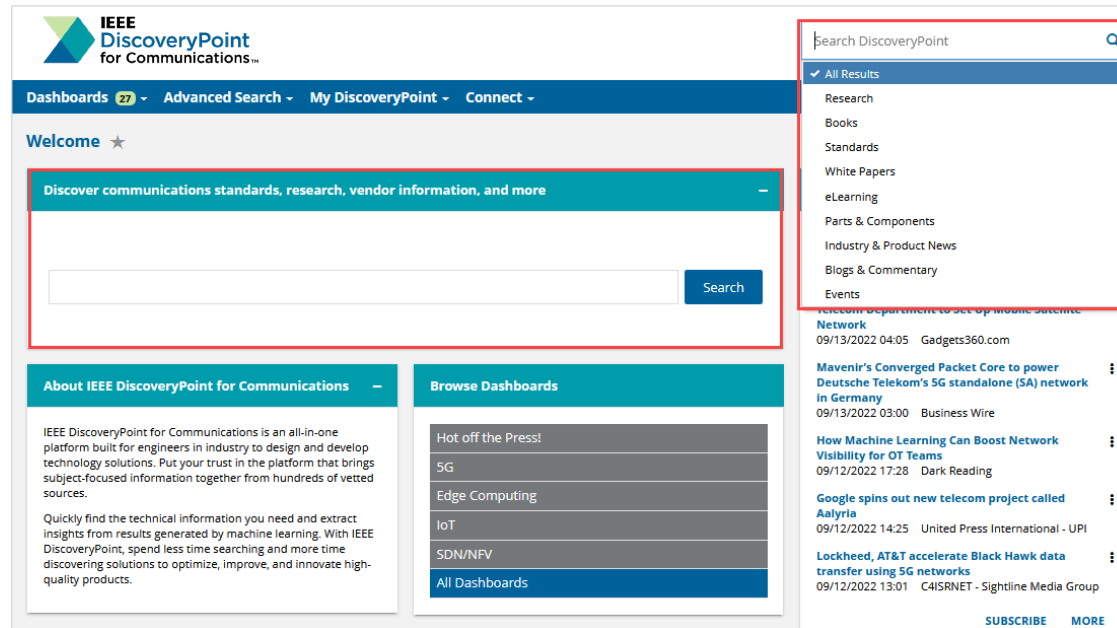 IEEE
DiscoveryPoint
for Communications™
Search DiscoveryPoint
All Results
Research
Books
Standards
White Papers
eLearning
Parts & Components
Industry & Product News
Blogs & Commentary
Events
Dashboards 27 Advanced Search My DiscoveryPoint Connect
Welcome
Discover communications standards, research, vendor information, and more
Search
About IEEE DiscoveryPoint for Communications
IEEE DiscoveryPoint for Communications is an all-in-one
platform built for engineers in industry to design and develop
technology solutions. Put your trust in the platform that brings
subject-focused information together from hundreds of vetted
sources.
Quickly find the technical information you need and extract
insights from results generated by machine learning. With IEEE
DiscoveryPoint, spend less time searching and more time
discovering solutions to optimize, improve, and innovate high-
quality products.
Browse Dashboards
Hot off the Press!
5G
Edge Computing
IoT
SDN/NFV
All Dashboards
Telecom Department to Set Up Mobile Satellite
Network
09/13/2022 04:05 Gadgets360.com
Mavenir's Converged Packet Core to power
Deutsche Telekom's 5G standalone (SA) network
in Germany
09/13/2022 03:00 Business Wire
How Machine Learning Can Boost Network
Visibility for OT Teams
09/12/2022 17:28 Dark Reading
Google spins out new telecom project called
Aalyria
09/12/2022 14:25 United Press International - UPI
Lockheed, AT&T accelerate Black Hawk data
transfer using 5G networks
09/12/2022 13:01 C4ISRNET - Sightline Media Group
SUBSCRIBE MORE